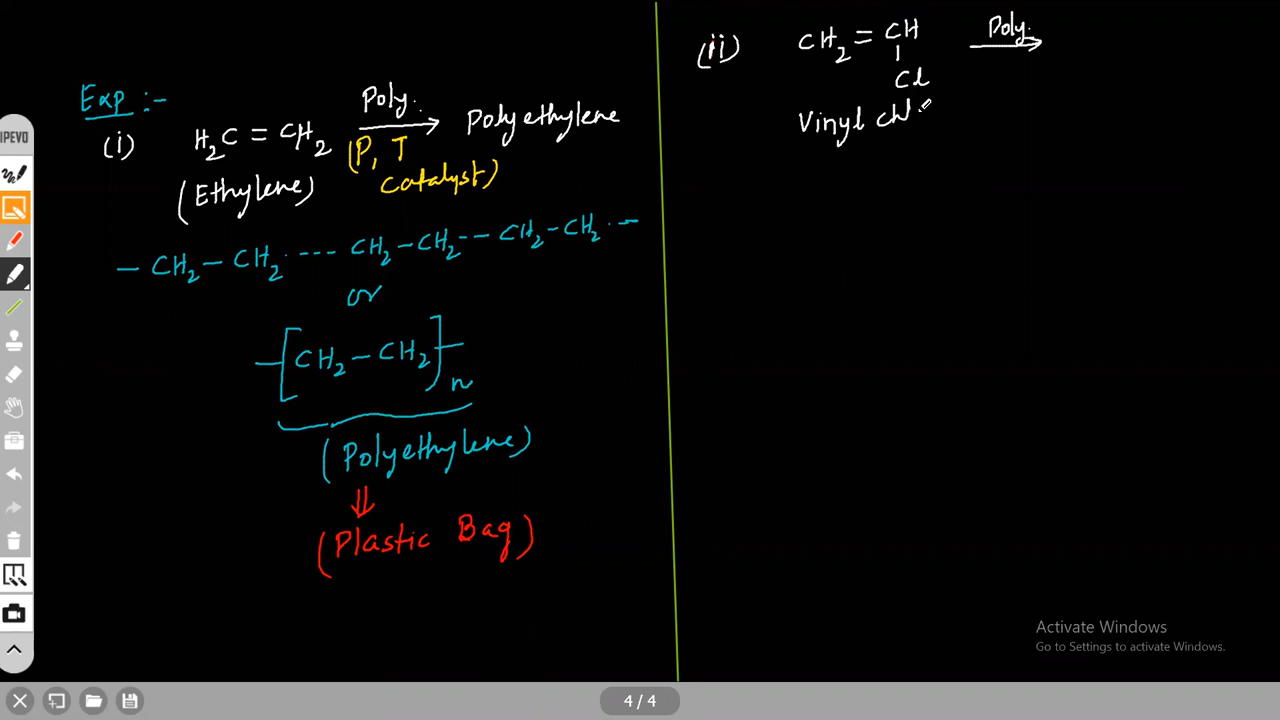 Exp :-
(i) H₂C = CH₂ Poly. Polyethylene
(P, T
Catalyst)
(Ethylene)
— CH₂ — CH₂ --- CH₂ — CH₂ -- CH₂ — CH₂ --
or
—[CH₂ — CH₂]—n
(Polyethylene)
⇓
(Plastic Bag)
(ii) CH₂ = CH Poly.
Cl
Vinyl chl
IPEVO
Activate Windows
Go to Settings to activate Windows.
4 / 4